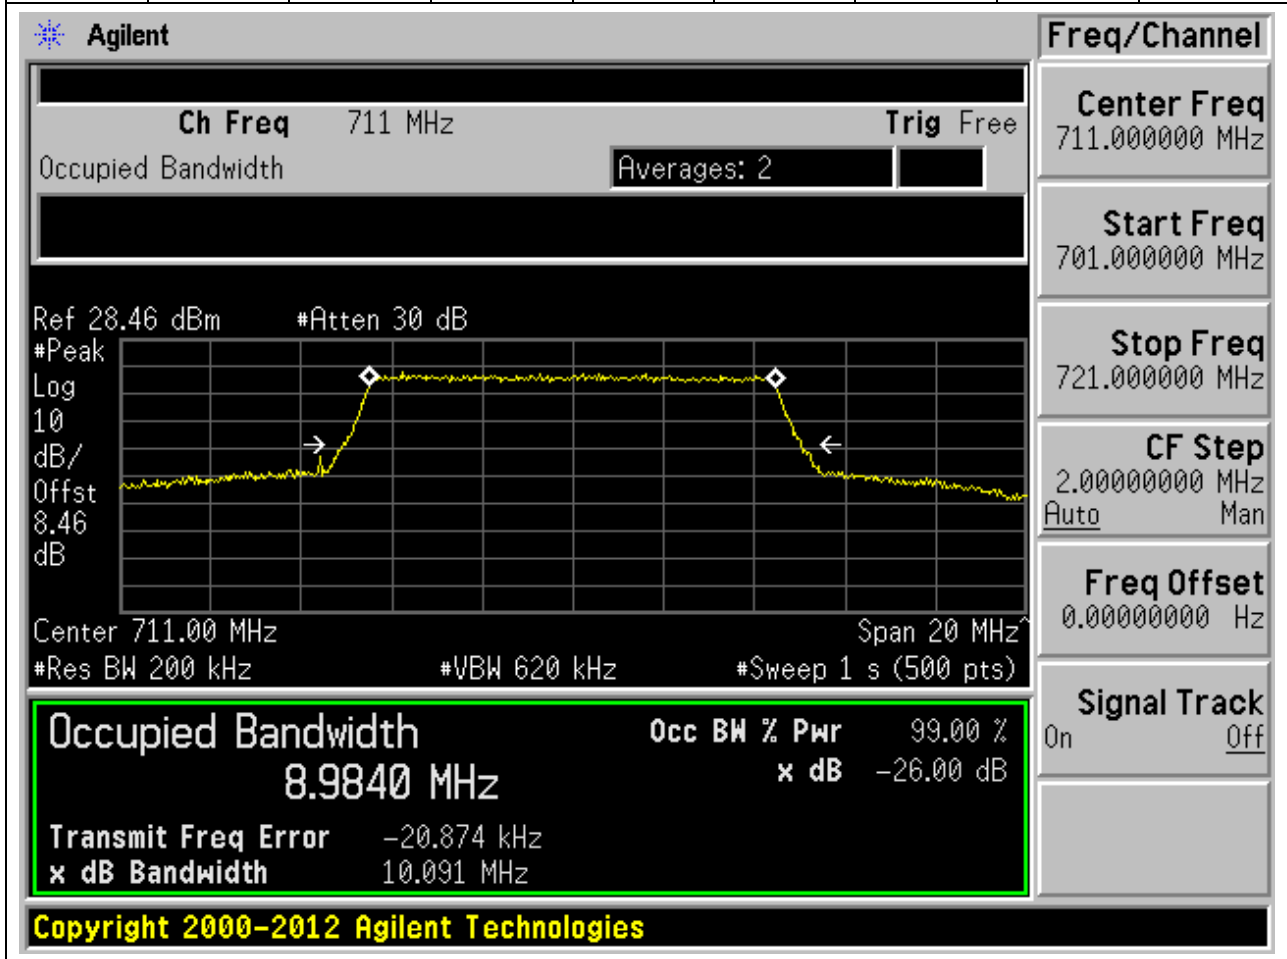 Agilent
Freq/Channel
Ch Freq 711 MHz Trig Free
Occupied Bandwidth Averages: 2
Center Freq
711.000000 MHz
Start Freq
701.000000 MHz
Stop Freq
721.000000 MHz
CF Step
2.00000000 MHz
Auto Man
Freq Offset
0.00000000 Hz
Signal Track
On Off
Ref 28.46 dBm #Atten 30 dB
#Peak
Log
10
dB/
Offst
8.46
dB
Center 711.00 MHz Span 20 MHz^
#Res BW 200 kHz #VBW 620 kHz #Sweep 1 s (500 pts)
Occupied Bandwidth Occ BW % Pwr 99.00 %
8.9840 MHz x dB -26.00 dB
Transmit Freq Error -20.874 kHz
x dB Bandwidth 10.091 MHz
Copyright 2000-2012 Agilent Technologies